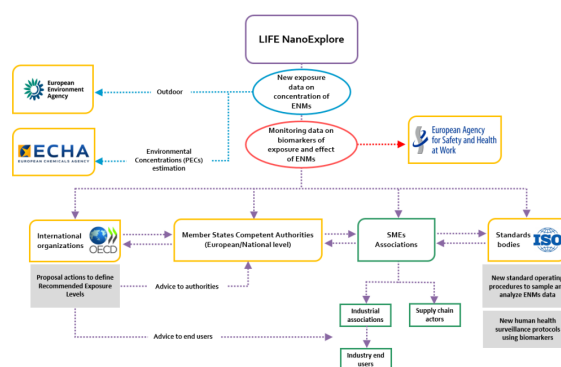 LIFE NanoExplore
European
Environment
Agency
Outdoor
New exposure
data on
concentration of
ENMs
ECHA
EUROPEAN CHEMICALS AGENCY
Environmental
Concentrations (PECs)
estimation
Monitoring data on
biomarkers of
exposure and effect
of ENMs
European Agency
for Safety and Health
at Work
International
organizations
OECD
Member States Competent Authorities
(European/National level)
SMEs
Associations
Standards
bodies
ISO
Proposal actions to define
Recommended Exposure
Levels
Advice to authorities
New standard operating
procedures to sample an
analyze ENMs data
Industrial
associations
Supply chain
actors
New human health
surveillance protocols
using biomarkers
Advice to end users
Industry end
users